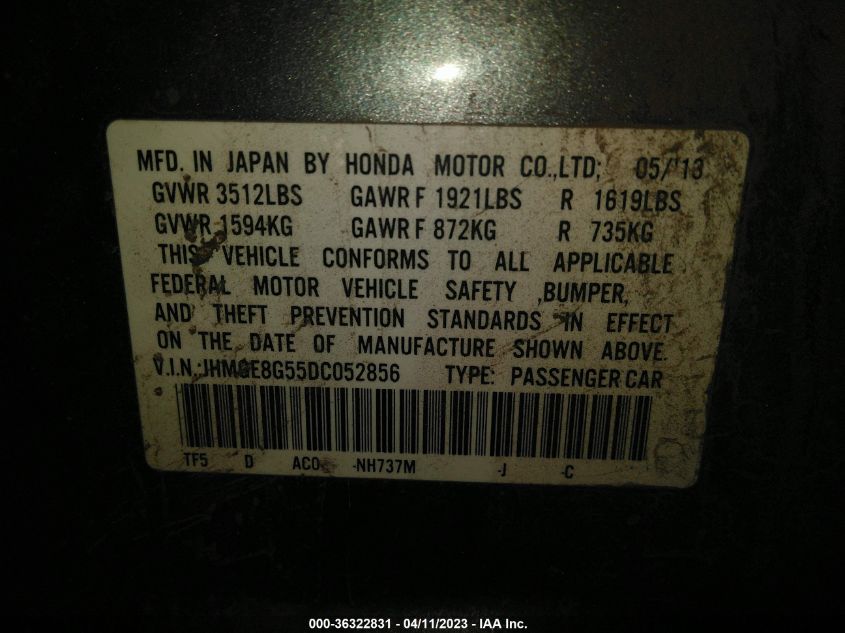 MFD. IN JAPAN BY HONDA MOTOR CO.,LTD; 05/'13
GVWR 3512LBS GAWR F 1921LBS R 1619LBS
GVWR 1594KG GAWR F 872KG R 735KG
THIS VEHICLE CONFORMS TO ALL APPLICABLE
FEDERAL MOTOR VEHICLE SAFETY ,BUMPER,
AND THEFT PREVENTION STANDARDS IN EFFECT
ON THE DATE OF MANUFACTURE SHOWN ABOVE.
V.I.N.:JHMGE8G55DC052856 TYPE: PASSENGER CAR
TF5 D AC0 -NH737M -J -C
000-36322831 - 04/11/2023 - IAA Inc.